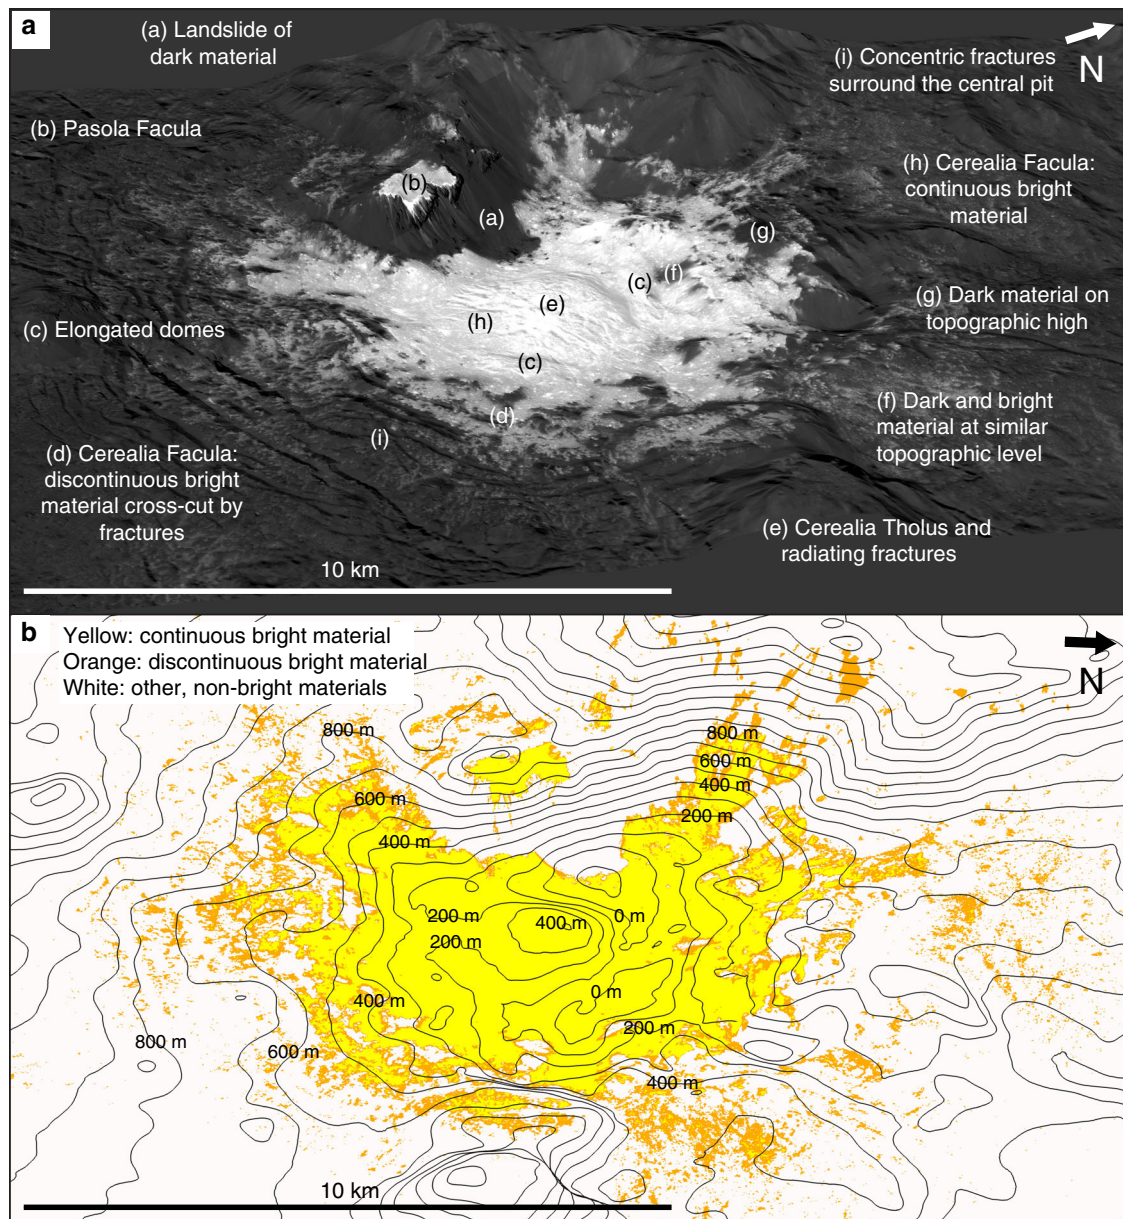 a
(a) Landslide of
dark material
N
(i) Concentric fractures
surround the central pit
(b) Pasola Facula
(h) Cerealia Facula:
continuous bright
material
(b)
(a)
(g)
(f)
(c)
(e)
(h)
(c)
(g) Dark material on
topographic high
(c) Elongated domes
(d)
(i)
(f) Dark and bright
material at similar
topographic level
(d) Cerealia Facula:
discontinuous bright
material cross-cut by
fractures
(e) Cerealia Tholus and
radiating fractures
10 km
b
Yellow: continuous bright material
Orange: discontinuous bright material
White: other, non-bright materials
N
800 m
800 m
600 m
400 m
600 m
200 m
400 m
200 m
400 m
0 m
200 m
400 m
0 m
200 m
800 m
600 m
400 m
10 km